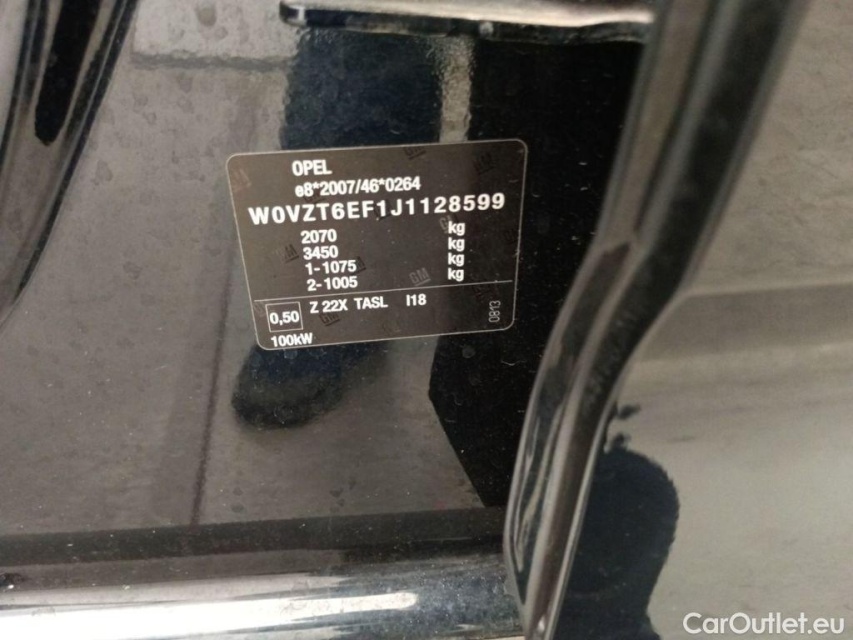 OPEL
e8*2007/46*0264
W0VZT6EF1J1128599
2070 kg
3450 kg
1-1075 kg
2-1005 kg
0,50 Z 22X TASL I18
0813
100kW
CarOutlet.eu